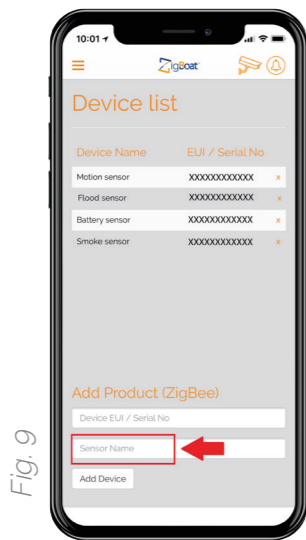 10:01
ZigBoat
Device list
Device Name EUI / Serial No
Motion sensor XXXXXXXXXXXX x
Flood sensor XXXXXXXXXXXX x
Battery sensor XXXXXXXXXXXX x
Smoke sensor XXXXXXXXXXXX x
Add Product (ZigBee)
Device EUI / Serial No
Sensor Name
Add Device
Fig. 9